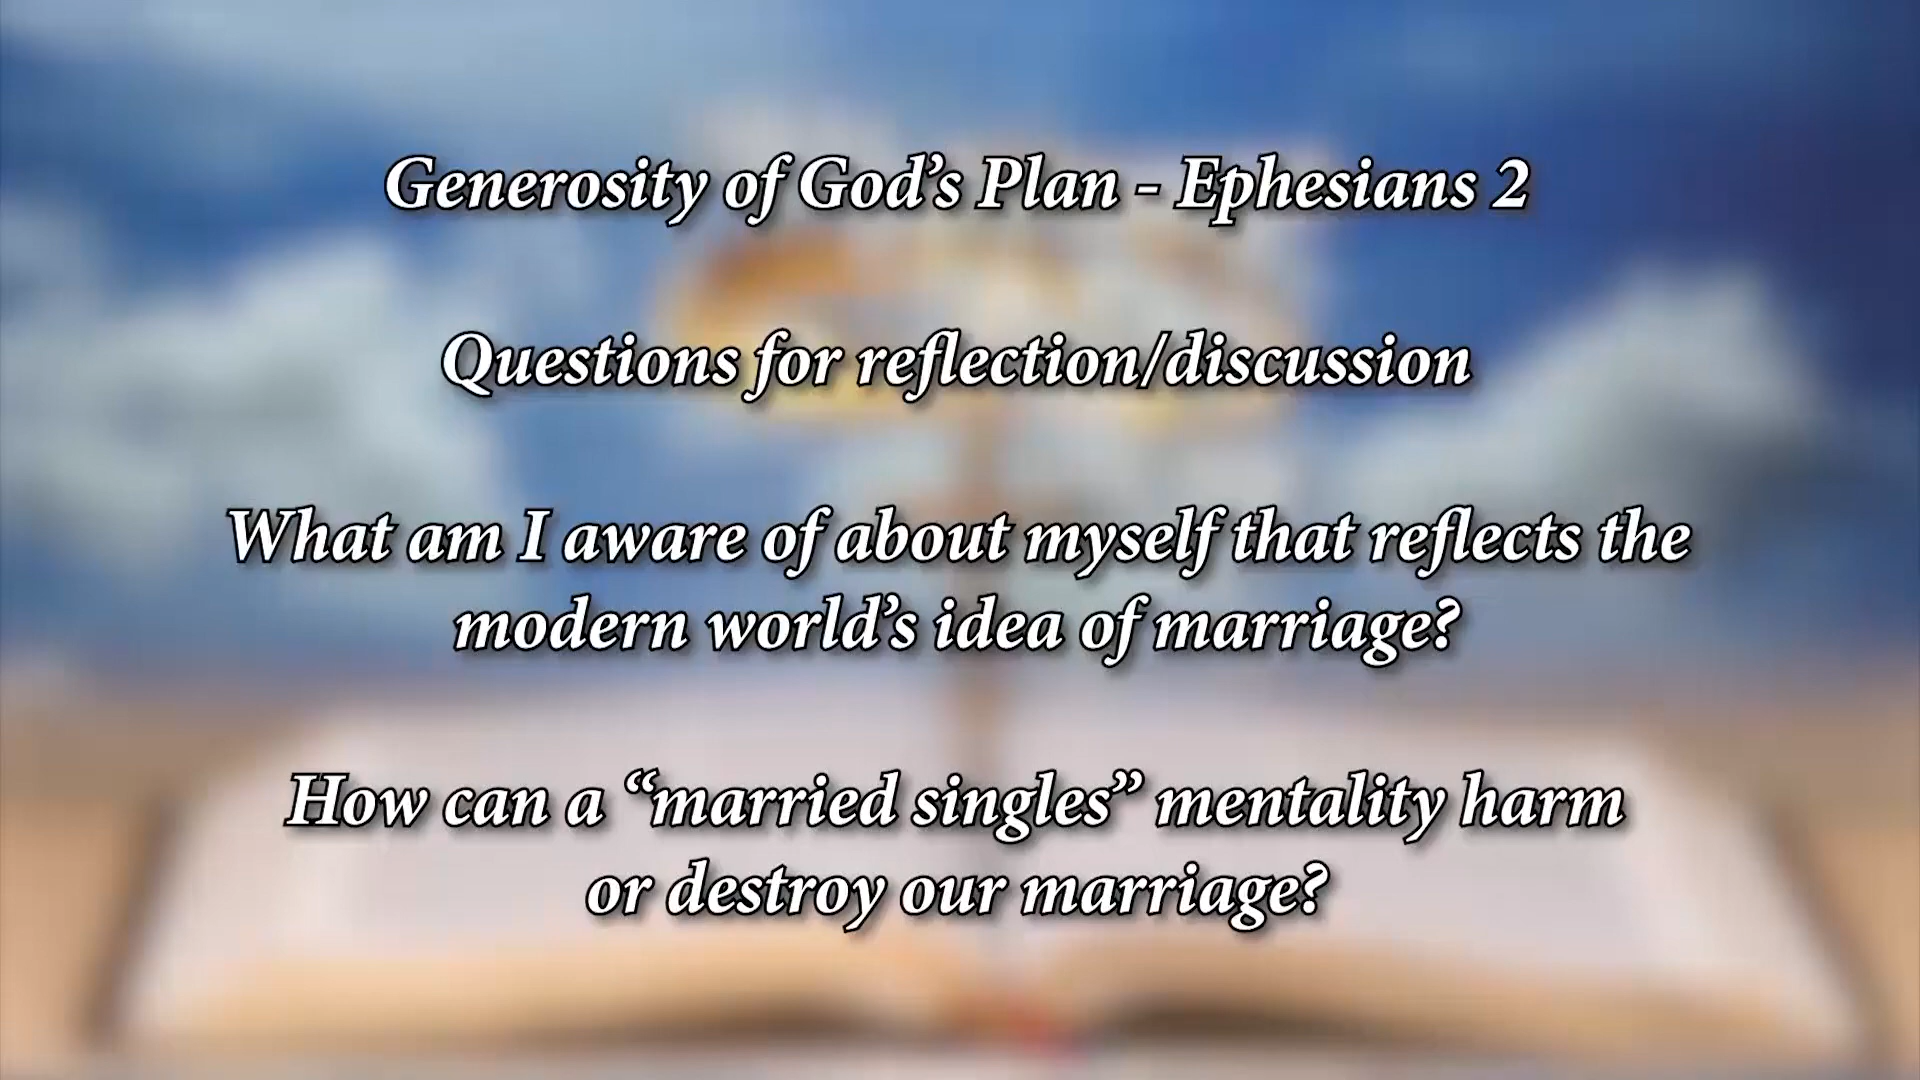 Generosity of God’s Plan - Ephesians 2
Questions for reflection/discussion
What am I aware of about myself that reflects the
modern world’s idea of marriage?
How can a “married singles” mentality harm
or destroy our marriage?